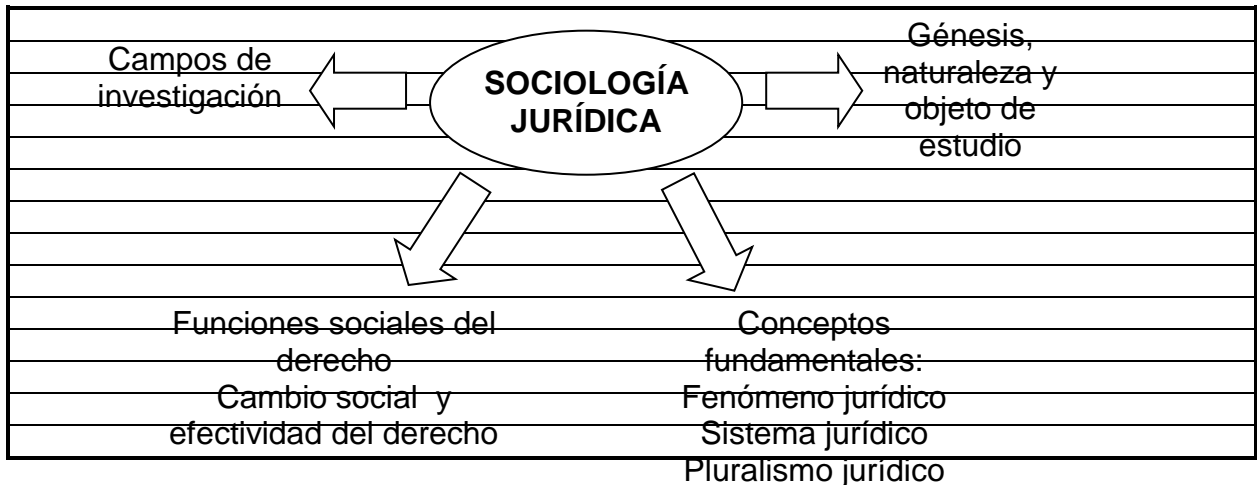 Campos de
investigación
SOCIOLOGÍA
JURÍDICA
Génesis,
naturaleza y
objeto de
estudio
Funciones sociales del
derecho
Cambio social y
efectividad del derecho
Conceptos
fundamentales:
Fenómeno jurídico
Sistema jurídico
Pluralismo jurídico